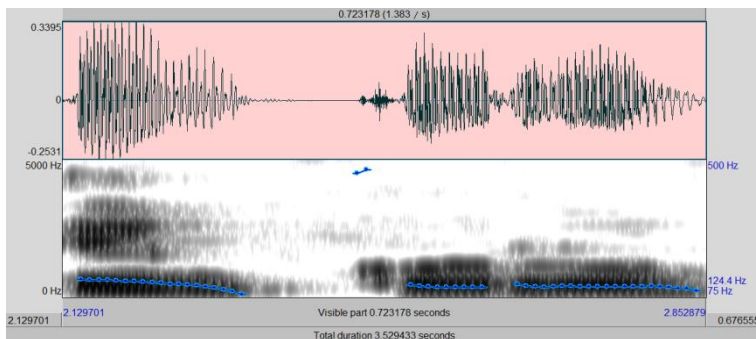 0.723178 (1.383 / s)
0.3395
0
-0.2531
5000 Hz
500 Hz
124.4 Hz
0 Hz
75 Hz
2.129701
Visible part 0.723178 seconds
2.852879
2.129701
0.676555
Total duration 3.529433 seconds